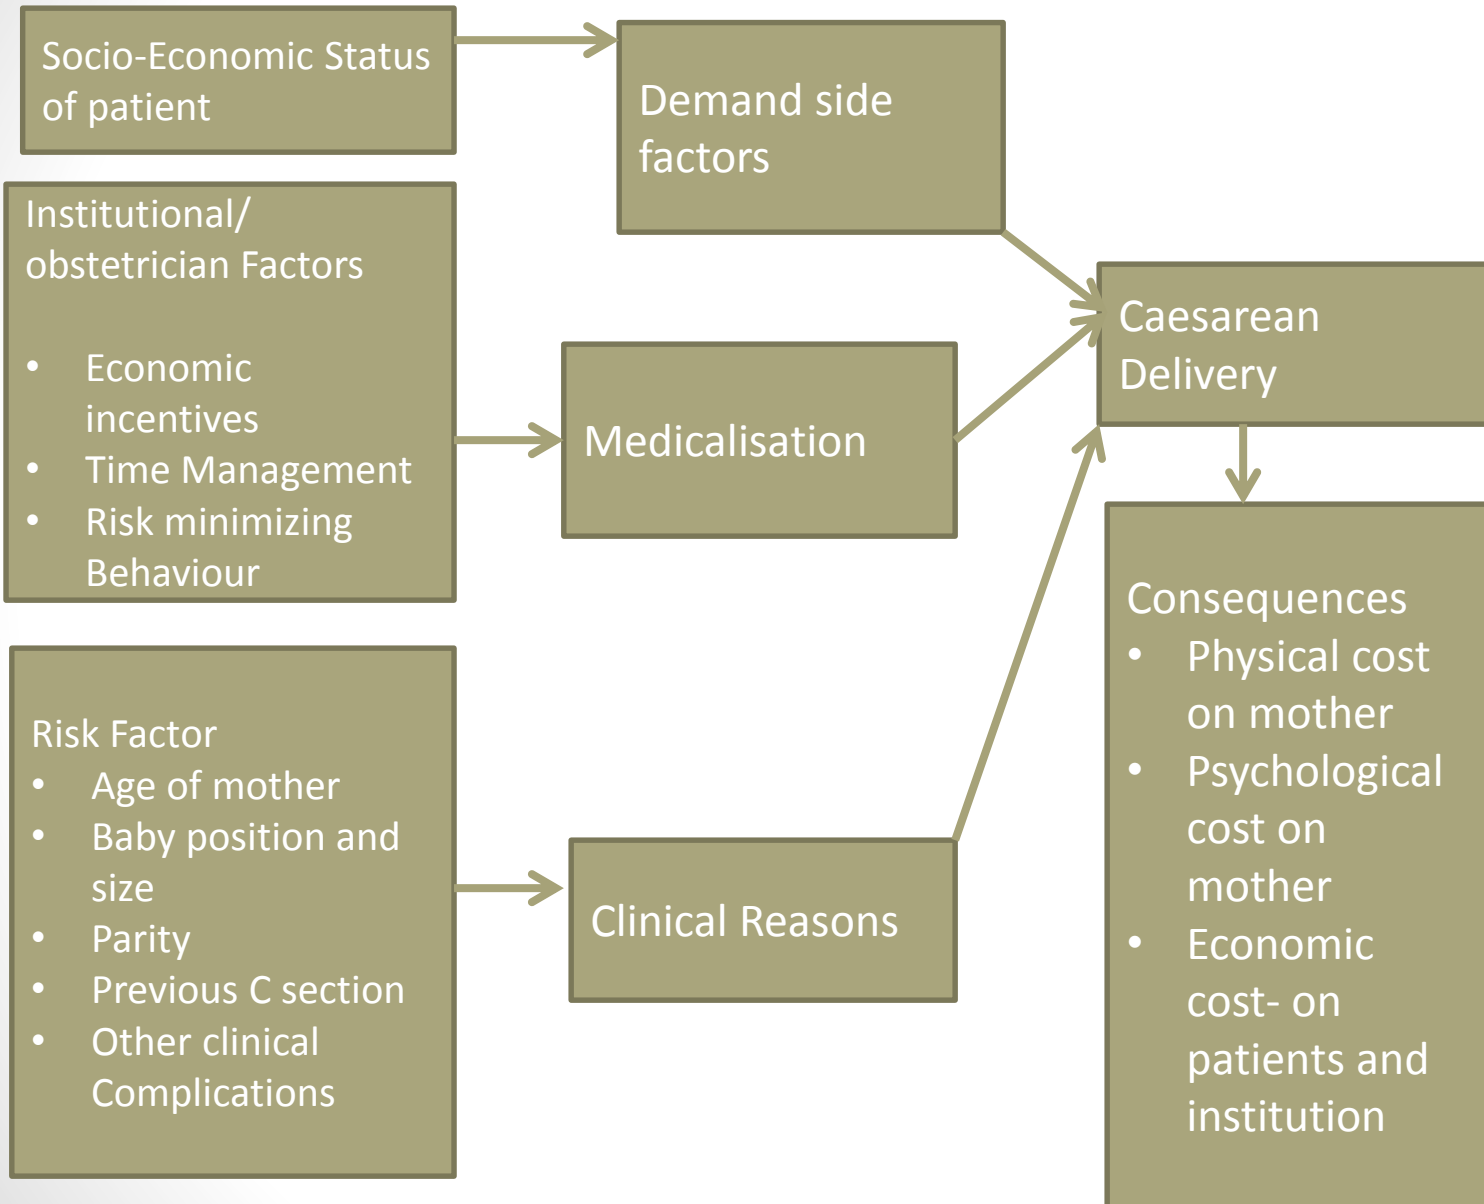 Socio-Economic Status
of patient
Demand side
factors
Institutional/
obstetrician Factors
• Economic
incentives
• Time Management
• Risk minimizing
Behaviour
Medicalisation
Caesarean
Delivery
Risk Factor
• Age of mother
• Baby position and
size
• Parity
• Previous C section
• Other clinical
Complications
Clinical Reasons
Consequences
• Physical cost
on mother
• Psychological
cost on
mother
• Economic
cost- on
patients and
institution